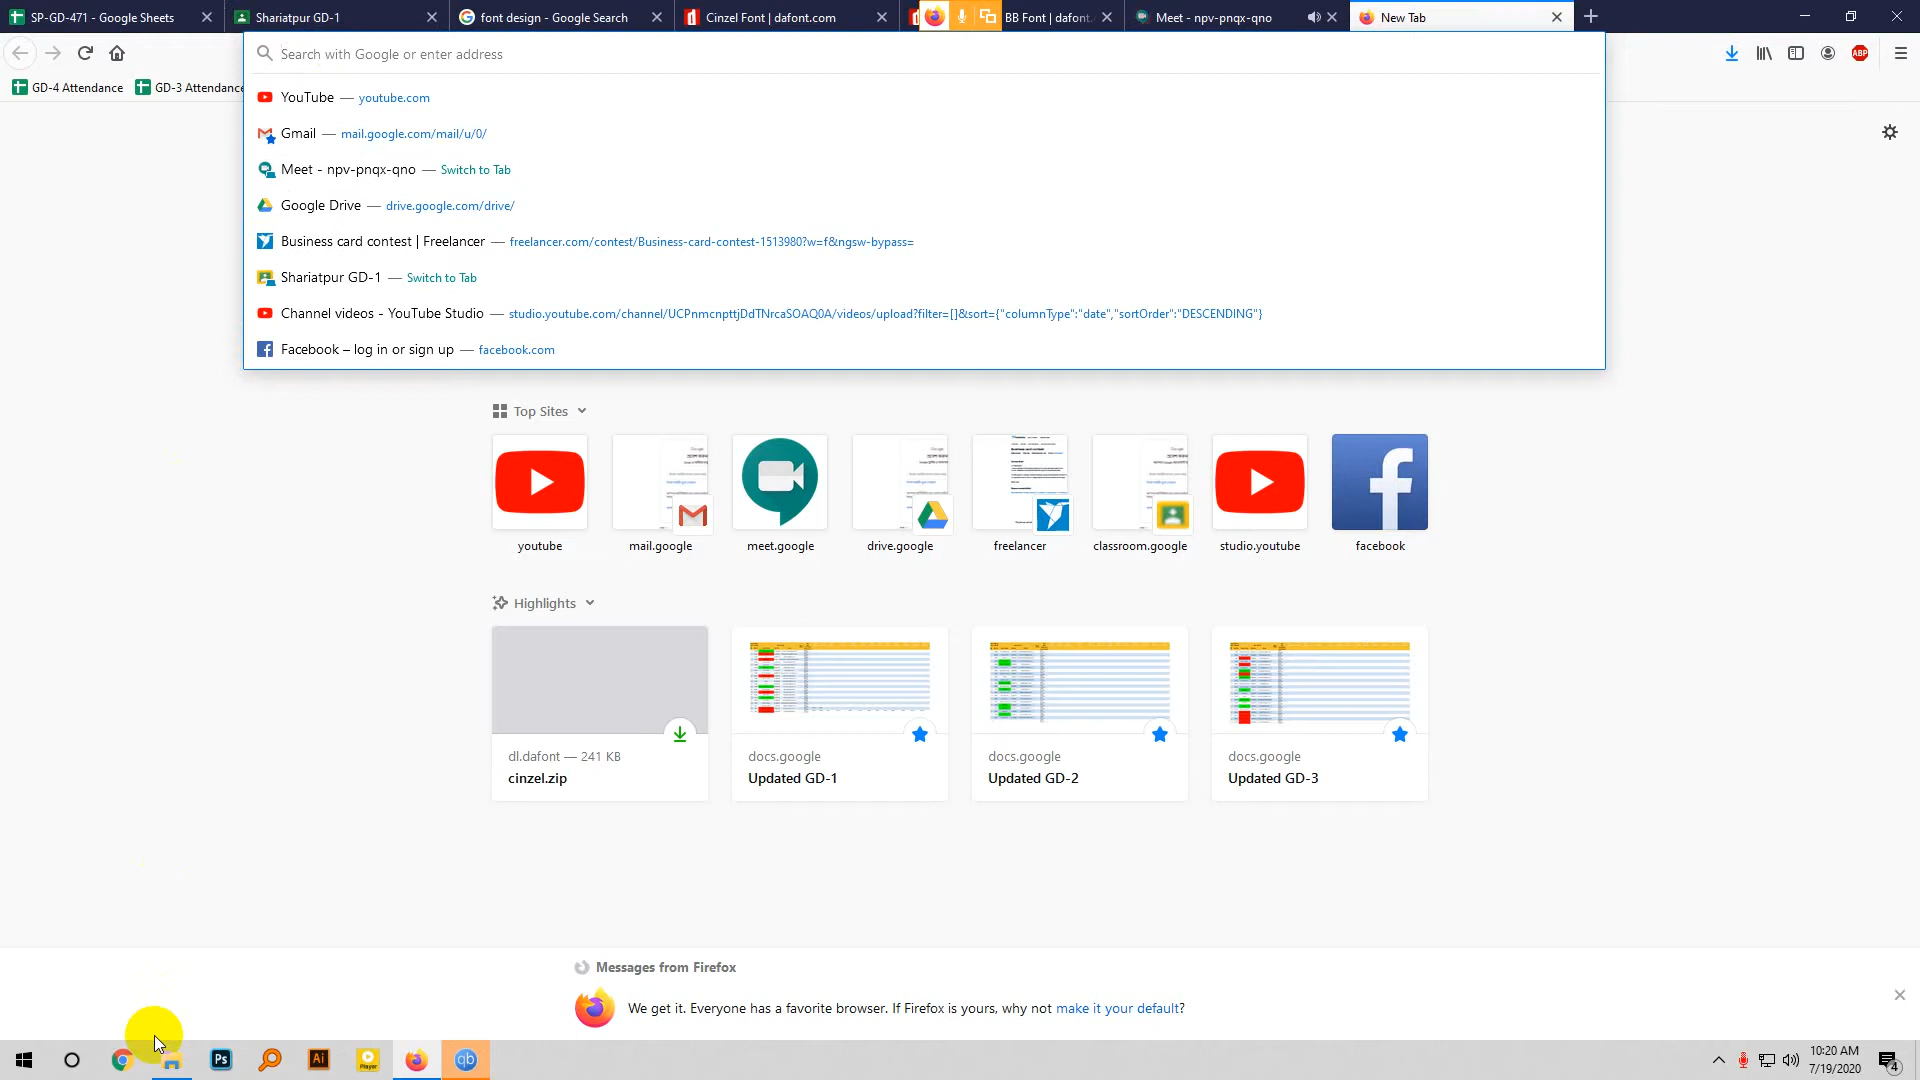 SP-GD-471 - Google Sheets
Shariatpur GD-1
font design - Google Search
Cinzel Font | dafont.com
BB Font | dafont.
Meet - npv-pnqx-qno
New Tab
Search with Google or enter address
ABP
GD-4 Attendance
GD-3 Attendance
YouTube — youtube.com
Gmail — mail.google.com/mail/u/0/
Meet - npv-pnqx-qno — Switch to Tab
Google Drive — drive.google.com/drive/
Business card contest | Freelancer — freelancer.com/contest/Business-card-contest-1513980?w=f&ngsw-bypass=
Shariatpur GD-1 — Switch to Tab
Channel videos - YouTube Studio — studio.youtube.com/channel/UCPnmcnpttjDdTNrcaSOAQ0A/videos/upload?filter=[]&sort={"columnType":"date","sortOrder":"DESCENDING"}
Facebook – log in or sign up — facebook.com
Top Sites
youtube
mail.google
meet.google
drive.google
freelancer
classroom.google
studio.youtube
facebook
Highlights
dl.dafont — 241 KB
cinzel.zip
docs.google
Updated GD-1
docs.google
Updated GD-2
docs.google
Updated GD-3
Messages from Firefox
We get it. Everyone has a favorite browser. If Firefox is yours, why not make it your default?
Ps
Ai
Player
qb
10:20 AM
7/19/2020
4